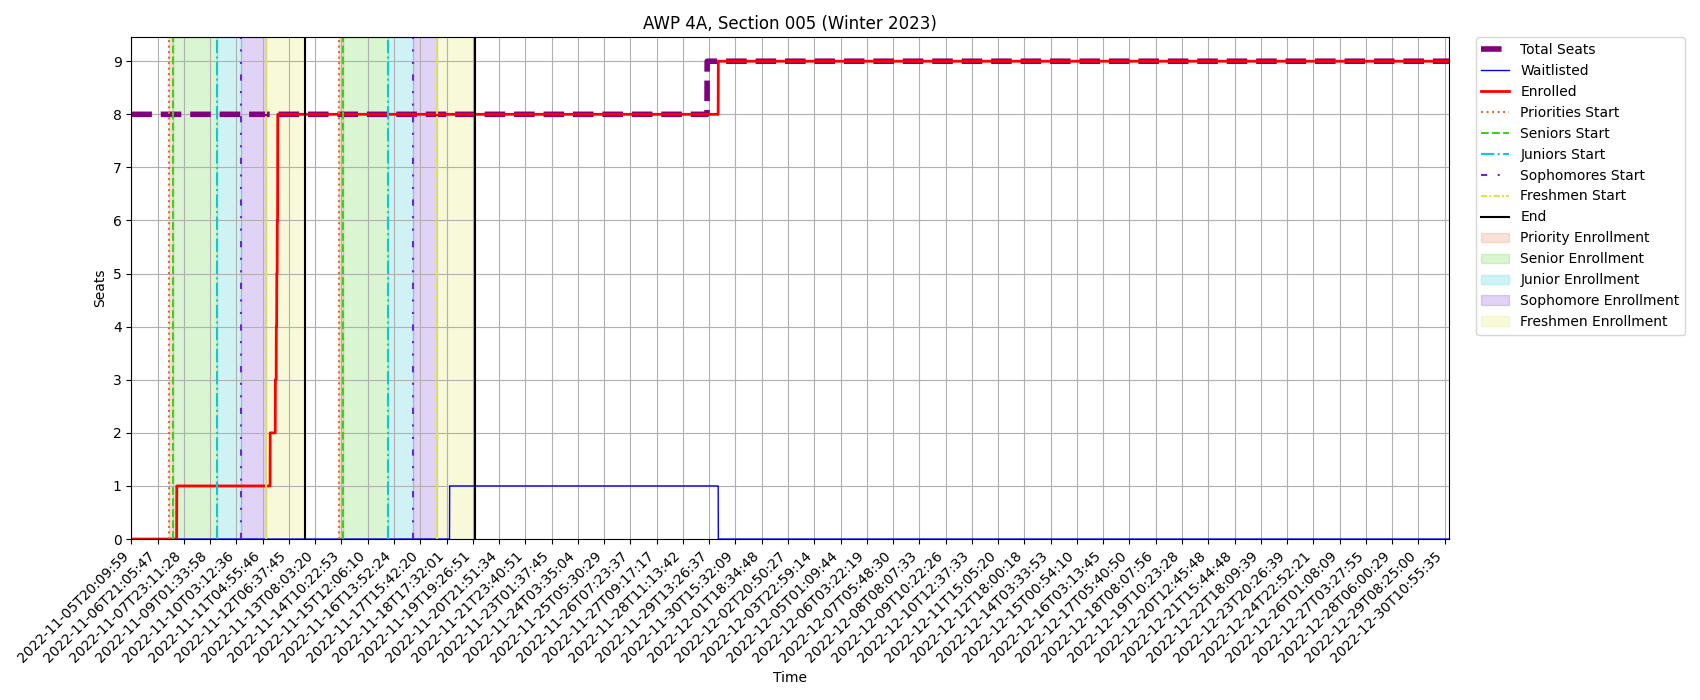 AWP 4A, Section 005 (Winter 2023)
Seats
9
8
7
6
5
4
3
2
1
0
2022-11-05T20:09:59
2022-11-06T21:05:47
2022-11-07T23:11:28
2022-11-09T01:33:58
2022-11-10T03:12:36
2022-11-11T04:55:46
2022-11-12T06:37:45
2022-11-13T08:03:20
2022-11-14T10:22:53
2022-11-15T12:06:10
2022-11-16T13:52:24
2022-11-17T15:42:20
2022-11-18T17:32:01
2022-11-19T19:26:51
2022-11-20T21:51:34
2022-11-21T23:40:51
2022-11-23T01:37:45
2022-11-24T03:35:04
2022-11-25T05:30:29
2022-11-26T07:23:37
2022-11-27T09:17:17
2022-11-28T11:13:42
2022-11-29T13:26:37
2022-11-30T15:32:09
2022-12-01T18:34:48
2022-12-02T20:50:27
2022-12-03T22:59:14
2022-12-05T01:09:44
2022-12-06T03:22:19
2022-12-07T05:48:30
2022-12-08T08:07:33
2022-12-09T10:22:26
2022-12-10T12:37:33
2022-12-11T15:05:20
2022-12-12T18:00:18
2022-12-14T03:33:53
2022-12-15T04:54:10
2022-12-16T03:13:45
2022-12-17T05:40:50
2022-12-18T08:07:56
2022-12-19T10:23:28
2022-12-20T12:45:48
2022-12-21T15:44:48
2022-12-22T18:09:39
2022-12-23T20:26:39
2022-12-24T22:52:21
2022-12-26T01:08:09
2022-12-27T03:27:55
2022-12-28T06:00:29
2022-12-29T08:25:00
2022-12-30T10:55:35
Time
Total Seats
Waitlisted
Enrolled
Priorities Start
Seniors Start
Juniors Start
Sophomores Start
Freshmen Start
End
Priority Enrollment
Senior Enrollment
Junior Enrollment
Sophomore Enrollment
Freshmen Enrollment